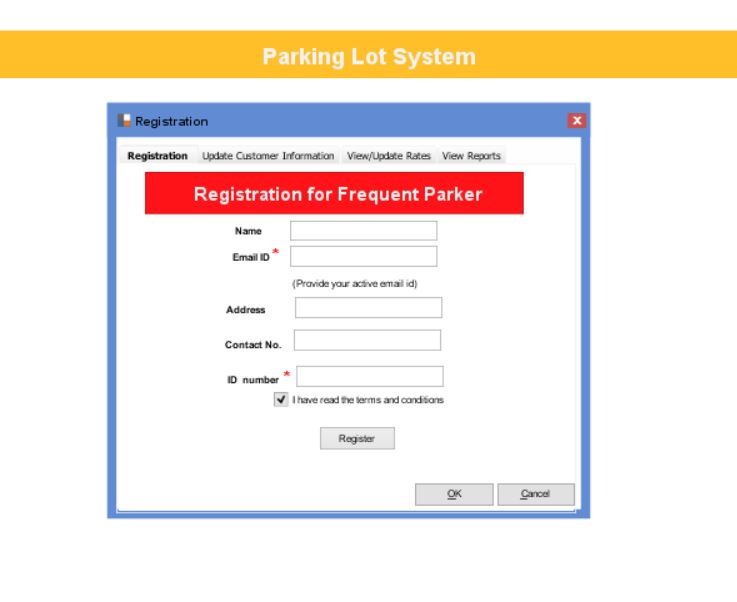 Parking Lot System
Registration
Registration Update Customer Information View/Update Rates View Reports
Registration for Frequent Parker
Name
Email ID *
(Provide your active email id)
Address
Contact No.
ID number *
I have read the terms and conditions
Register
OK Cancel